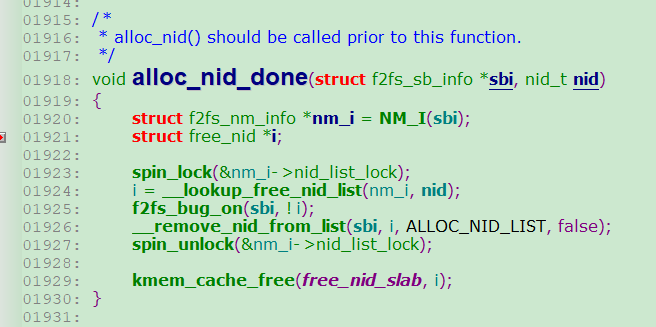 01914:
01915: /*
01916:  * alloc_nid() should be called prior to this function.
01917:  */
01918: void alloc_nid_done(struct f2fs_sb_info *sbi, nid_t nid)
01919: {
01920:     struct f2fs_nm_info *nm_i = NM_I(sbi);
01921:     struct free_nid *i;
01922:
01923:     spin_lock(&nm_i->nid_list_lock);
01924:     i = __lookup_free_nid_list(nm_i, nid);
01925:     f2fs_bug_on(sbi, !i);
01926:     __remove_nid_from_list(sbi, i, ALLOC_NID_LIST, false);
01927:     spin_unlock(&nm_i->nid_list_lock);
01928:
01929:     kmem_cache_free(free_nid_slab, i);
01930: }
01931: